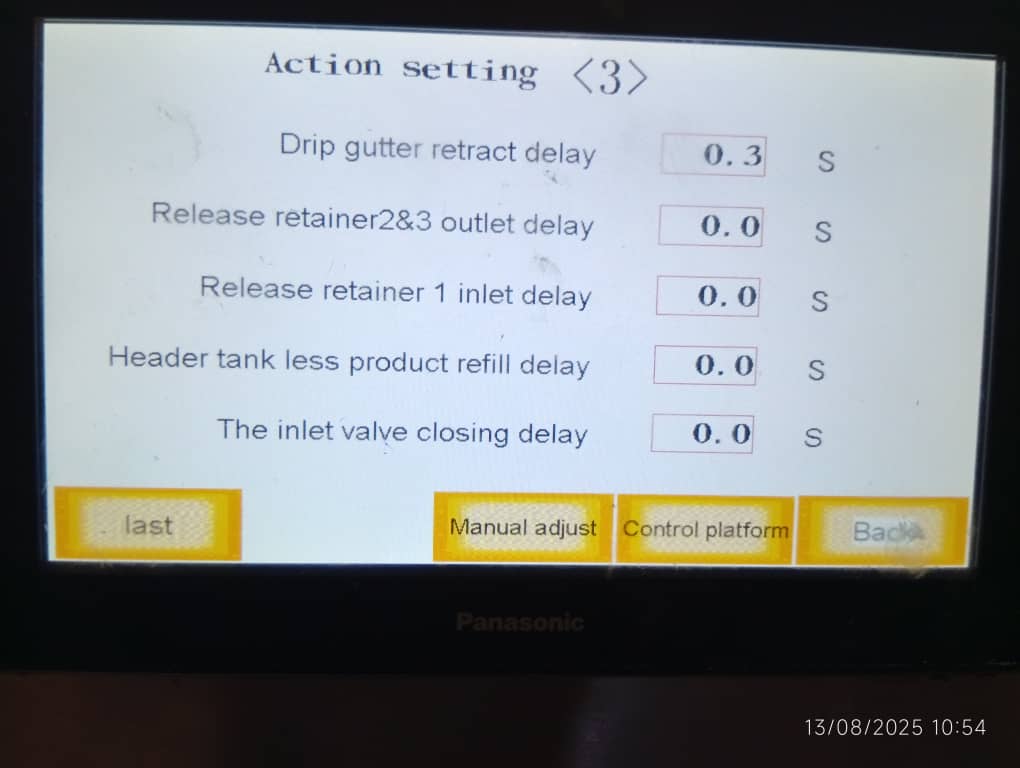 Action setting <3>
Drip gutter retract delay 0.3 S
Release retainer2&3 outlet delay 0.0 S
Release retainer 1 inlet delay 0.0 S
Header tank less product refill delay 0.0 S
The inlet valve closing delay 0.0 S
last Manual adjust Control platform Back
Panasonic
13/08/2025 10:54